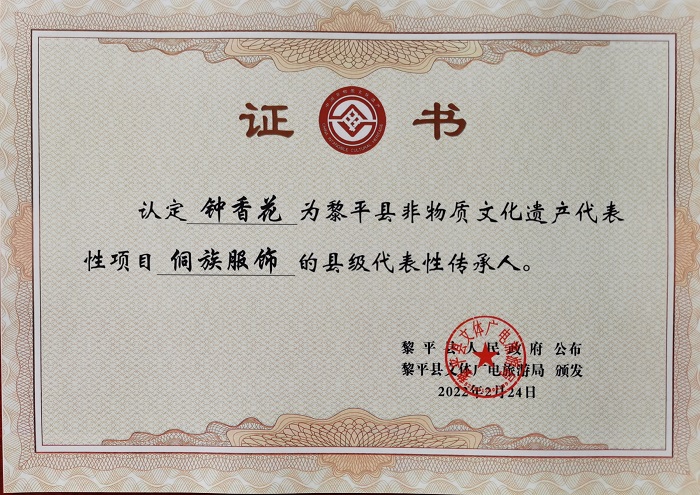 证 书
认定 钟香花 为黎平县非物质文化遗产代表
性项目 侗族服饰 的县级代表性传承人。
黎平县人民政府 公布
黎平县文体广电旅游局 颁发
2022年2月24日